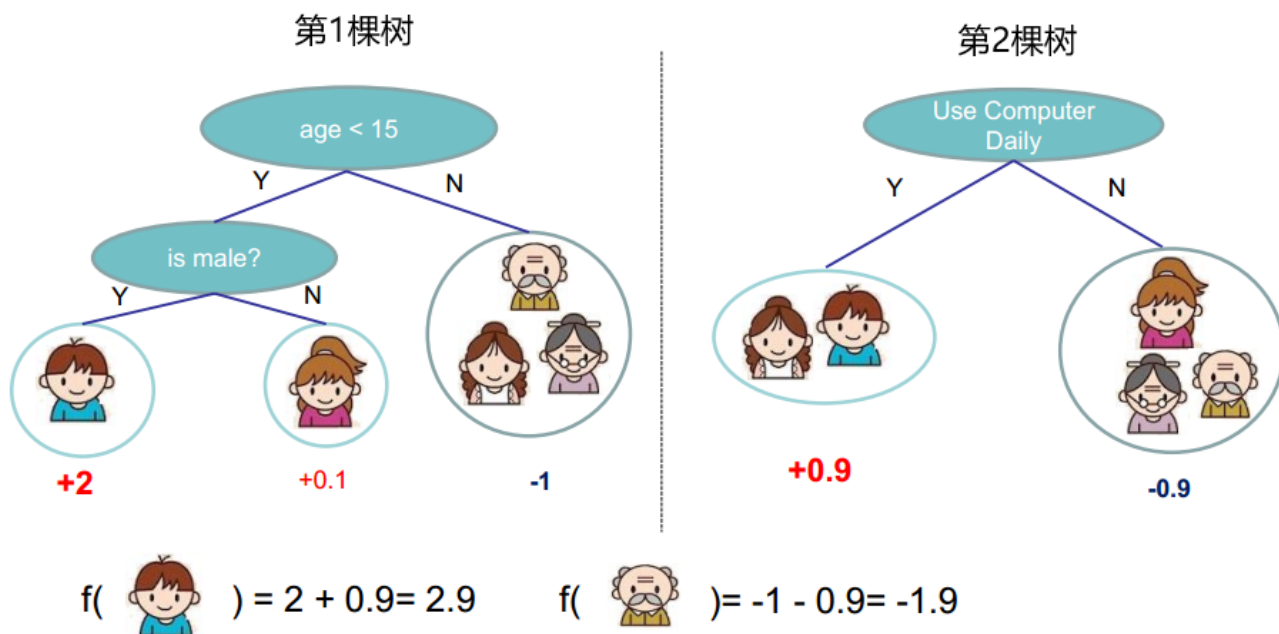 第1棵树
age < 15
Y
N
is male?
Y
N
+2
+0.1
-1
第2棵树
Use Computer
Daily
Y
N
+0.9
-0.9
f( ) = 2 + 0.9= 2.9
f( )= -1 - 0.9= -1.9